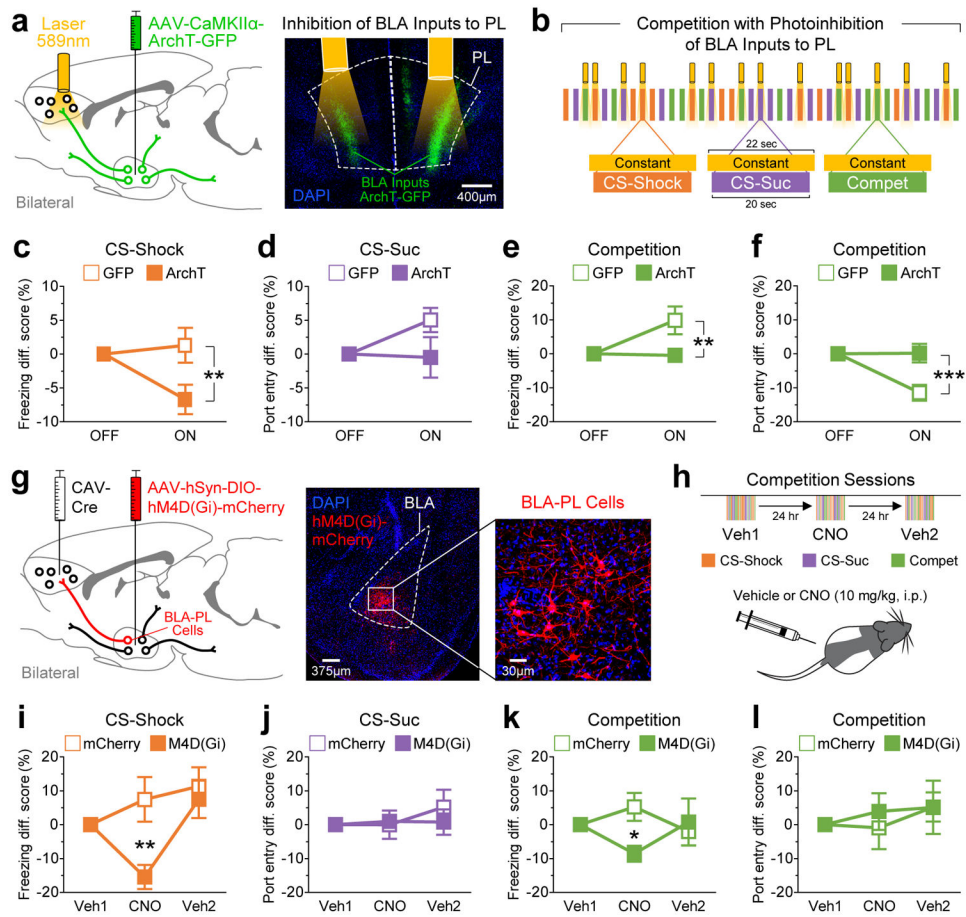 a
Laser
589nm
AAV-CaMKIIα-
ArchT-GFP
Bilateral
Inhibition of BLA Inputs to PL
PL
DAPI
BLA Inputs
ArchT-GFP
400μm
b
Competition with Photoinhibition
of BLA Inputs to PL
22 sec
Constant
CS-Shock
Constant
CS-Suc
Constant
Compet
20 sec
c
CS-Shock
GFP ArchT
Freezing diff. score (%)
10
5
0
-5
-10
**
OFF ON
d
CS-Suc
GFP ArchT
Port entry diff. score (%)
10
5
0
-5
-10
OFF ON
e
Competition
GFP ArchT
Freezing diff. score (%)
20
10
0
-10
-20
**
OFF ON
f
Competition
GFP ArchT
Port entry diff. score (%)
20
10
0
-10
-20
***
OFF ON
g
CAV-
Cre
AAV-hSyn-DIO-
hM4D(Gi)-mCherry
BLA-PL
Cells
Bilateral
DAPI
hM4D(Gi)-
mCherry
BLA
375μm
BLA-PL Cells
30μm
h
Competition Sessions
Veh1 24 hr CNO 24 hr Veh2
CS-Shock CS-Suc Compet
Vehicle or CNO (10 mg/kg, i.p.)
i
CS-Shock
mCherry M4D(Gi)
Freezing diff. score (%)
20
10
0
-10
-20
**
Veh1 CNO Veh2
j
CS-Suc
mCherry M4D(Gi)
Port entry diff. score (%)
20
10
0
-10
-20
Veh1 CNO Veh2
k
Competition
mCherry M4D(Gi)
Freezing diff. score (%)
20
10
0
-10
-20
*
Veh1 CNO Veh2
l
Competition
mCherry M4D(Gi)
Port entry diff. score (%)
20
10
0
-10
-20
Veh1 CNO Veh2